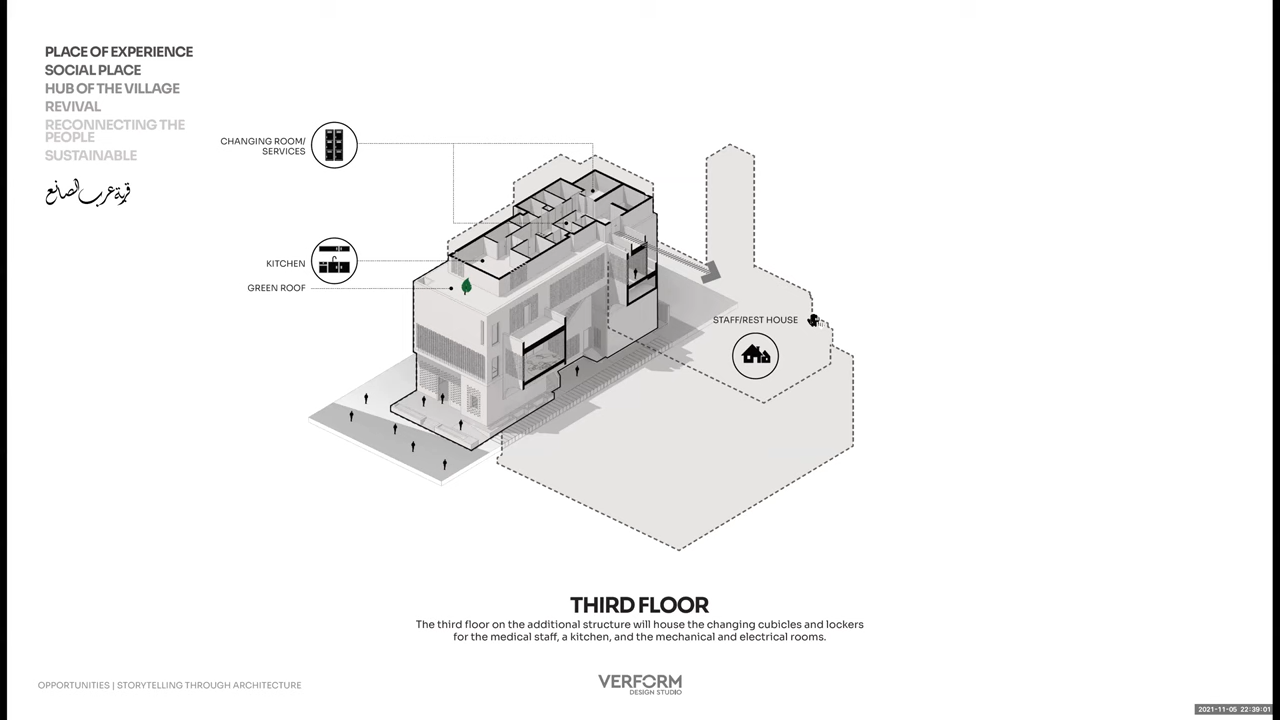 PLACE OF EXPERIENCE
SOCIAL PLACE
HUB OF THE VILLAGE
REVIVAL
RECONNECTING THE
PEOPLE
SUSTAINABLE
قرية عرب الصانع
CHANGING ROOM/
SERVICES
KITCHEN
GREEN ROOF
STAFF/REST HOUSE
THIRD FLOOR
The third floor on the additional structure will house the changing cubicles and lockers
for the medical staff, a kitchen, and the mechanical and electrical rooms.
OPPORTUNITIES | STORYTELLING THROUGH ARCHITECTURE
VERFORM
DESIGN STUDIO
2021-11-05 22:39:01